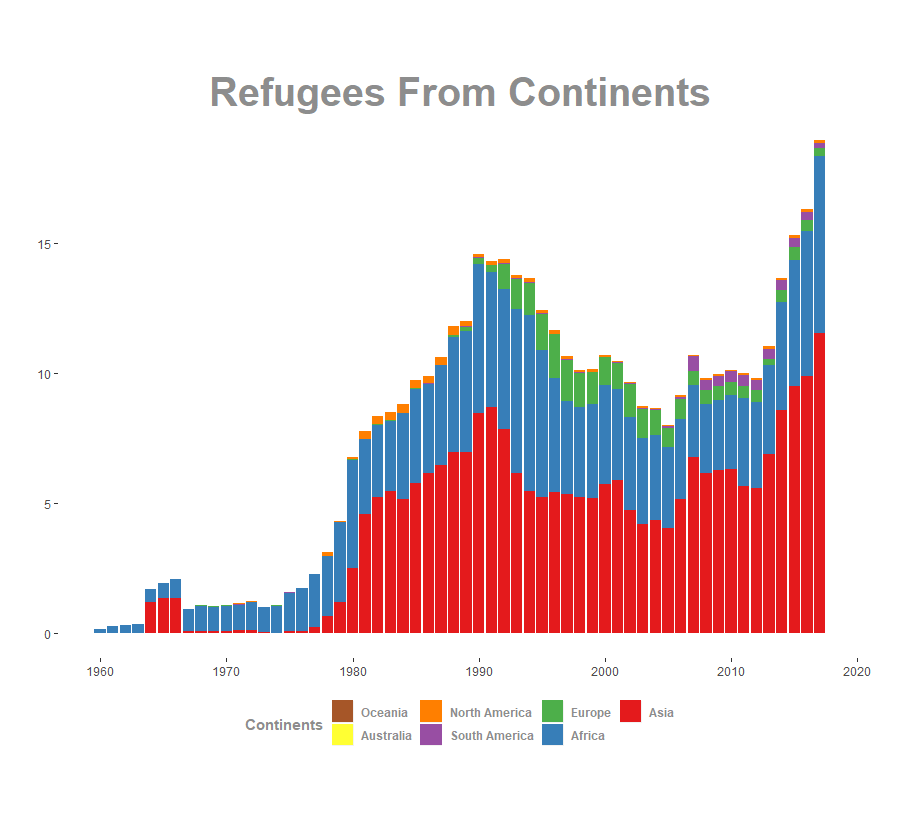 Refugees From Continents
15
10
5
0
1960 1970 1980 1990 2000 2010 2020
Continents
Oceania North America Europe Asia
Australia South America Africa